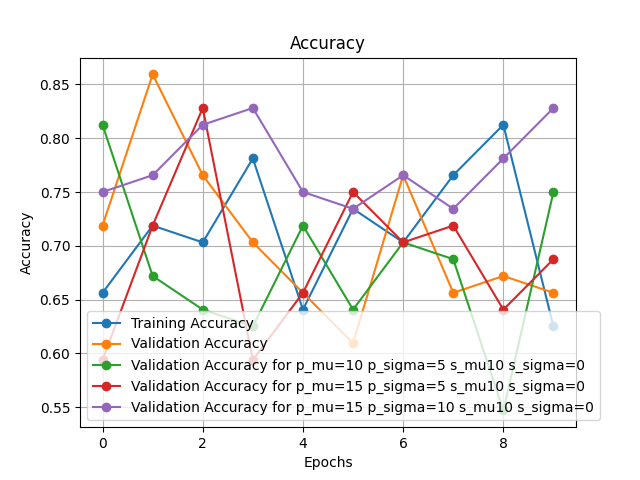 Accuracy
0.85
0.80
0.75
0.70
0.65
0.60
0.55
Accuracy
Training Accuracy
Validation Accuracy
Validation Accuracy for p_mu=10 p_sigma=5 s_mu10 s_sigma=0
Validation Accuracy for p_mu=15 p_sigma=5 s_mu10 s_sigma=0
Validation Accuracy for p_mu=15 p_sigma=10 s_mu10 s_sigma=0
0 2 4 6 8
Epochs